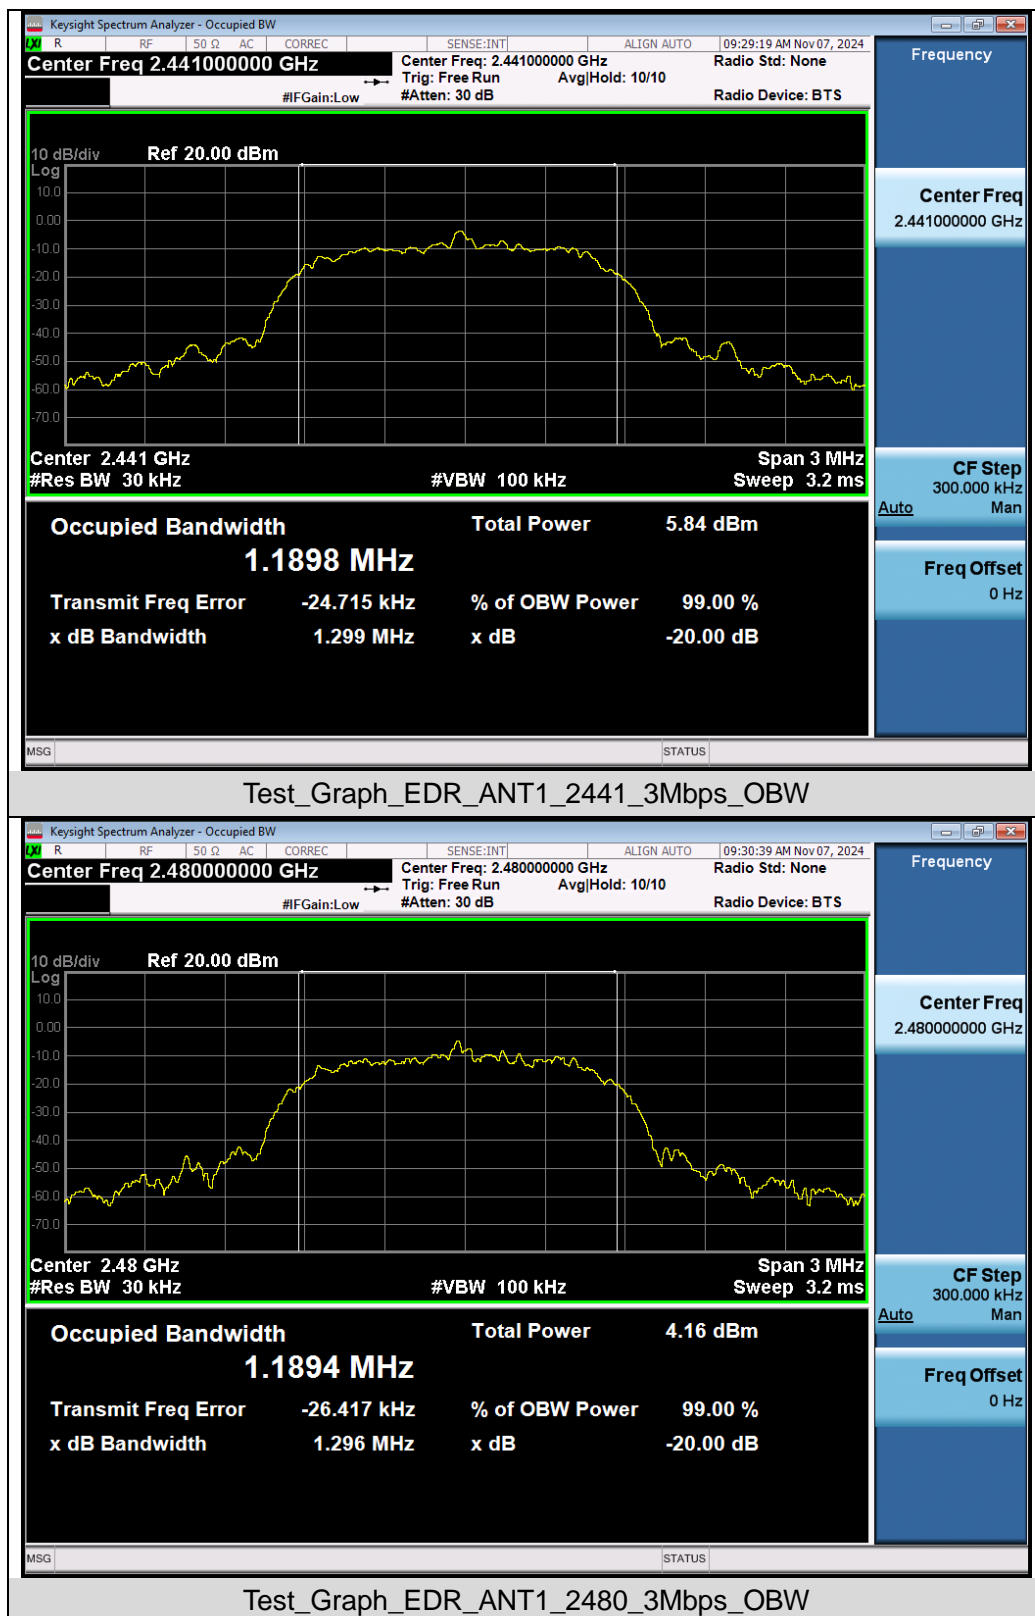 Keysight Spectrum Analyzer - Occupied BW
LXI R RF 50 Ω AC CORREC SENSE:INT ALIGN AUTO 09:29:19 AM Nov 07, 2024
Center Freq 2.441000000 GHz
Center Freq: 2.441000000 GHz
Radio Std: None
Trig: Free Run Avg|Hold: 10/10
#IFGain:Low
#Atten: 30 dB
Radio Device: BTS
Frequency
10 dB/div
Ref 20.00 dBm
Log
10.0
0.00
-10.0
-20.0
-30.0
-40.0
-50.0
-60.0
-70.0
Center 2.441 GHz
Span 3 MHz
#Res BW 30 kHz
#VBW 100 kHz
Sweep 3.2 ms
Center Freq
2.441000000 GHz
CF Step
300.000 kHz
Auto Man
Freq Offset
0 Hz
Occupied Bandwidth
Total Power 5.84 dBm
1.1898 MHz
Transmit Freq Error -24.715 kHz % of OBW Power 99.00 %
x dB Bandwidth 1.299 MHz x dB -20.00 dB
MSG STATUS
Test_Graph_EDR_ANT1_2441_3Mbps_OBW
Keysight Spectrum Analyzer - Occupied BW
LXI R RF 50 Ω AC CORREC SENSE:INT ALIGN AUTO 09:30:39 AM Nov 07, 2024
Center Freq 2.480000000 GHz
Center Freq: 2.480000000 GHz
Radio Std: None
Trig: Free Run Avg|Hold: 10/10
#IFGain:Low
#Atten: 30 dB
Radio Device: BTS
Frequency
10 dB/div
Ref 20.00 dBm
Log
10.0
0.00
-10.0
-20.0
-30.0
-40.0
-50.0
-60.0
-70.0
Center 2.48 GHz
Span 3 MHz
#Res BW 30 kHz
#VBW 100 kHz
Sweep 3.2 ms
Center Freq
2.480000000 GHz
CF Step
300.000 kHz
Auto Man
Freq Offset
0 Hz
Occupied Bandwidth
Total Power 4.16 dBm
1.1894 MHz
Transmit Freq Error -26.417 kHz % of OBW Power 99.00 %
x dB Bandwidth 1.296 MHz x dB -20.00 dB
MSG STATUS
Test_Graph_EDR_ANT1_2480_3Mbps_OBW